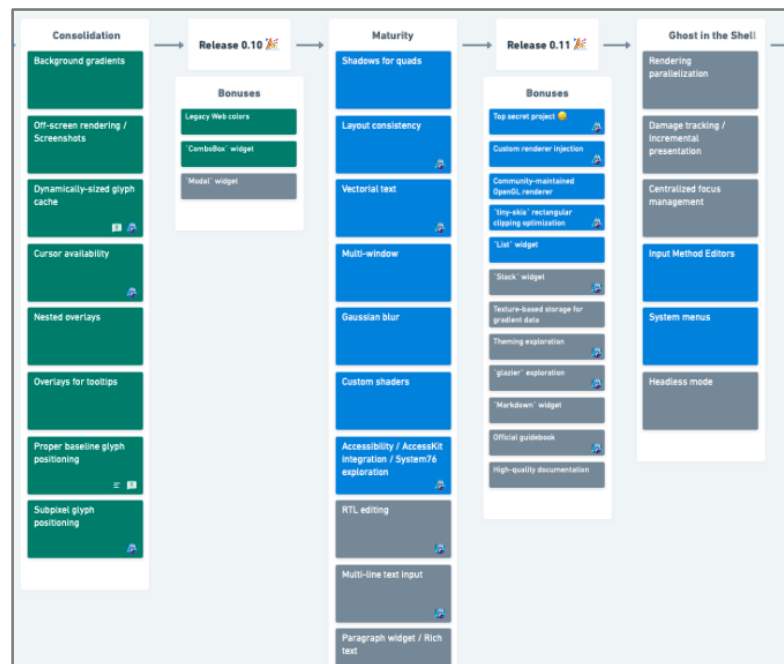 Consolidation
Background gradients
Off-screen rendering /
Screenshots
Dynamically-sized glyph
cache
Cursor availability
Nested overlays
Overlays for tooltips
Proper baseline glyph
positioning
Subpixel glyph
positioning
Release 0.10 🎉
Bonuses
Legacy Web colors
`ComboBox` widget
`Modal` widget
Maturity
Shadows for quads
Layout consistency
Vectorial text
Multi-window
Gaussian blur
Custom shaders
Accessibility / AccessKit
integration / System76
exploration
RTL editing
Multi-line text input
Paragraph widget / Rich
text
Release 0.11 🎉
Bonuses
Top secret project 😄
Custom renderer injection
Community-maintained
OpenGL renderer
`tiny-skia` rectangular
clipping optimization
`List` widget
`Stack` widget
Texture-based storage for
gradient data
Theming exploration
`glazier` exploration
`Markdown` widget
Official guidebook
High-quality documentation
Ghost in the Shell
Rendering
parallelization
Damage tracking /
Incremental
presentation
Centralized focus
management
Input Method Editors
System menus
Headless mode